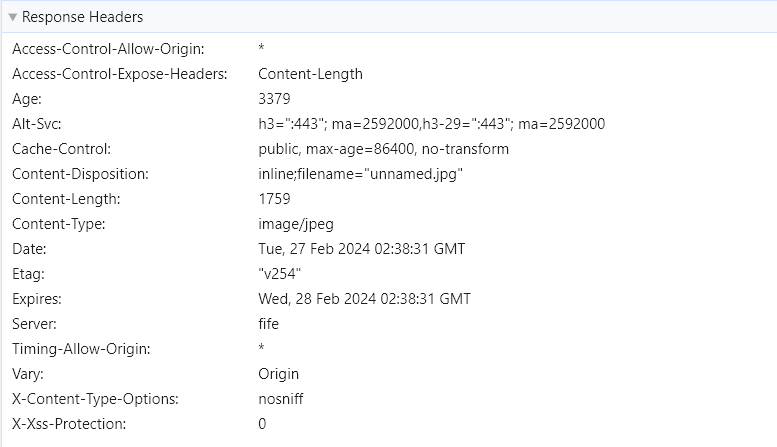 Response Headers
Access-Control-Allow-Origin: *
Access-Control-Expose-Headers: Content-Length
Age: 3379
Alt-Svc: h3=":443"; ma=2592000,h3-29=":443"; ma=2592000
Cache-Control: public, max-age=86400, no-transform
Content-Disposition: inline;filename="unnamed.jpg"
Content-Length: 1759
Content-Type: image/jpeg
Date: Tue, 27 Feb 2024 02:38:31 GMT
Etag: "v254"
Expires: Wed, 28 Feb 2024 02:38:31 GMT
Server: fife
Timing-Allow-Origin: *
Vary: Origin
X-Content-Type-Options: nosniff
X-Xss-Protection: 0